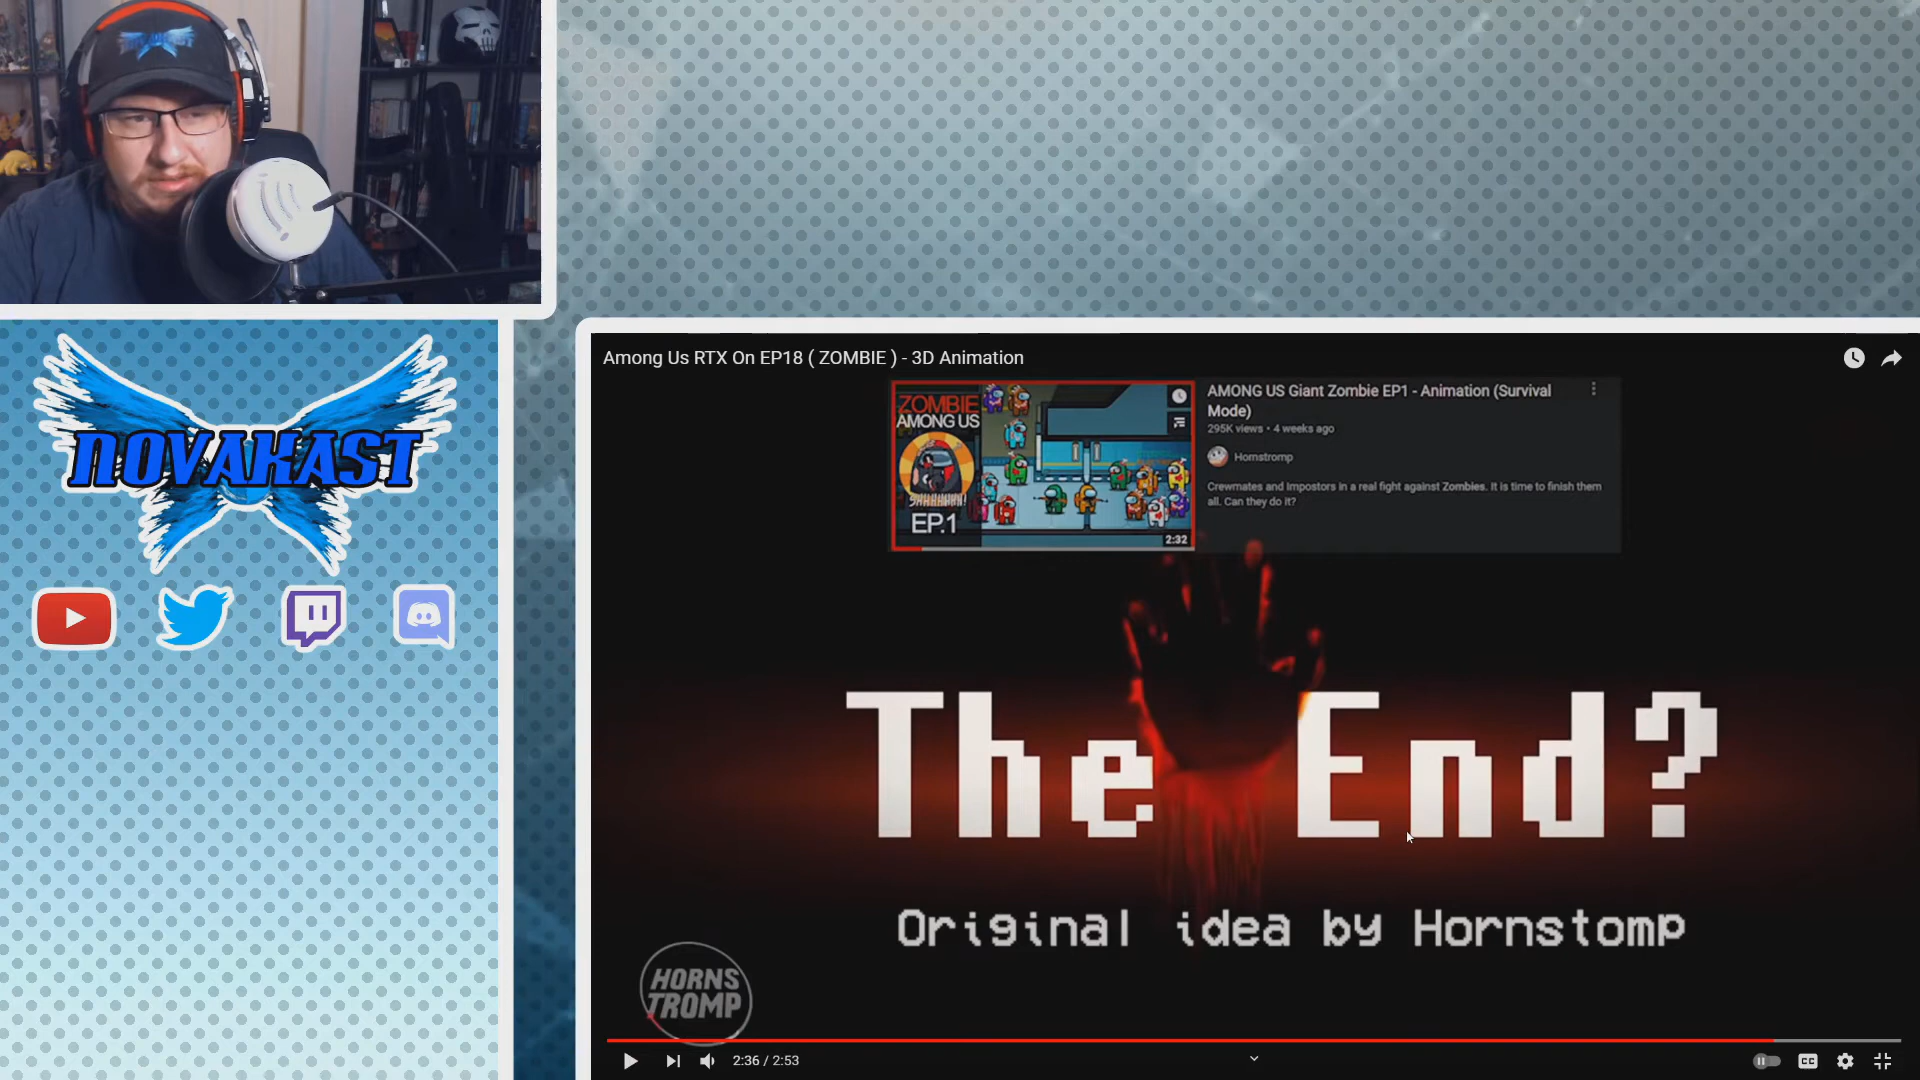 NOVAKAST
NOVAKAST
Among Us RTX On EP18 ( ZOMBIE ) - 3D Animation
ZOMBIE
AMONG US
EP.1
2:32
AMONG US Giant Zombie EP1 - Animation (Survival
Mode)
295K views • 4 weeks ago
Hornstromp
Crewmates and Impostors in a real fight against Zombies. It is time to finish them
all. Can they do it?
The End?
Original idea by Hornstomp
HORNS
TROMP
2:36 / 2:53
CC